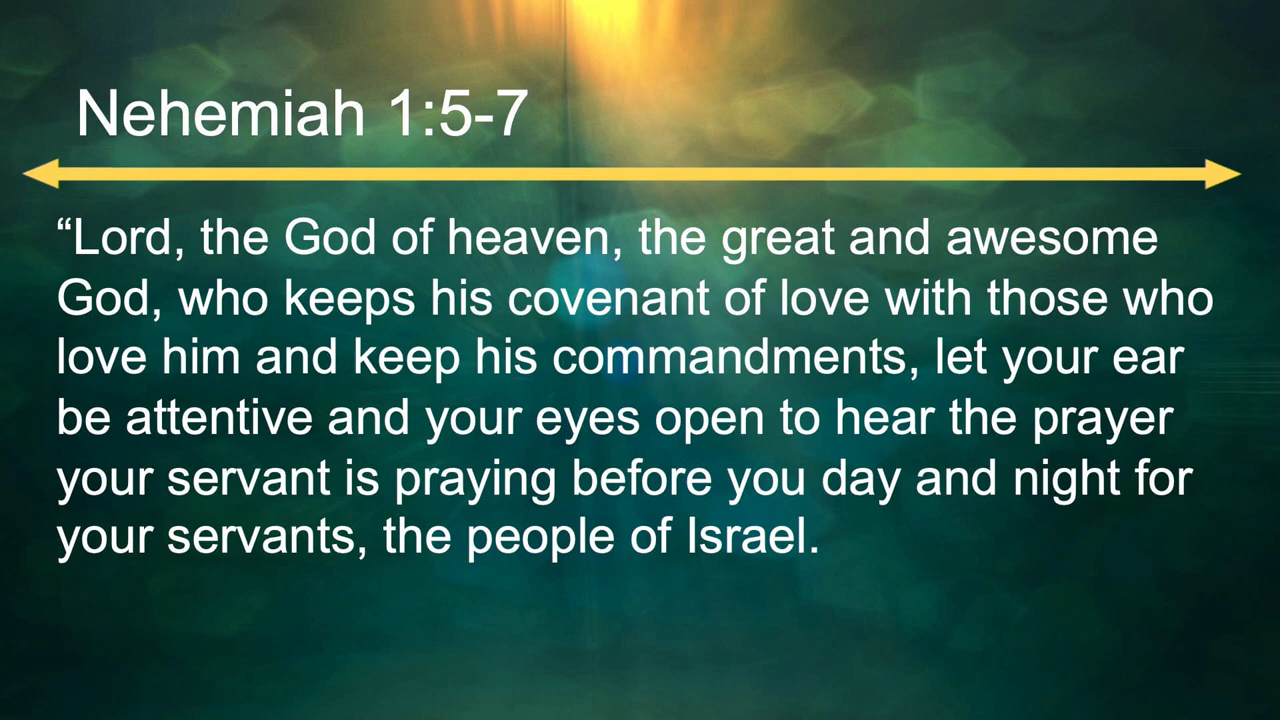 Nehemiah 1:5-7
“Lord, the God of heaven, the great and awesome
God, who keeps his covenant of love with those who
love him and keep his commandments, let your ear
be attentive and your eyes open to hear the prayer
your servant is praying before you day and night for
your servants, the people of Israel.